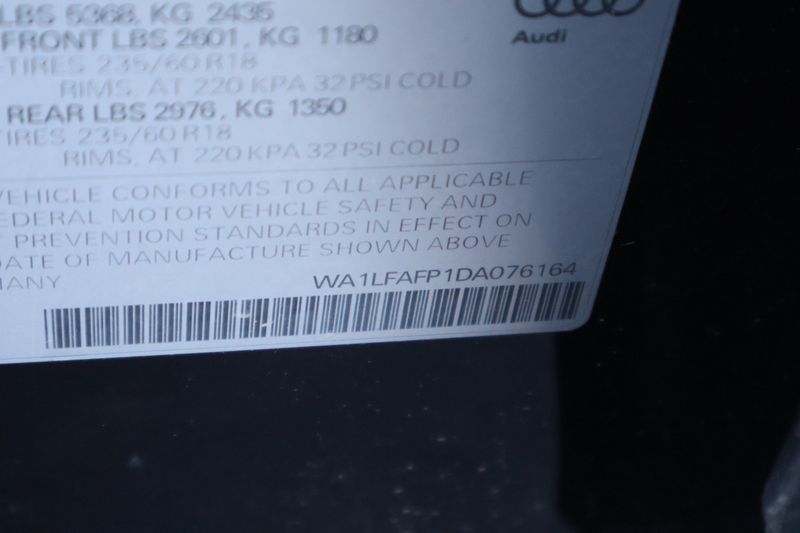 LBS 5368, KG 2435
Audi
FRONT LBS 2601, KG 1180
TIRES 235/60 R18
RIMS, AT 220 KPA 32 PSI COLD
REAR LBS 2976, KG 1350
TIRES 235/60 R18
RIMS, AT 220 KPA 32 PSI COLD
VEHICLE CONFORMS TO ALL APPLICABLE
EDERAL MOTOR VEHICLE SAFETY AND
T PREVENTION STANDARDS IN EFFECT ON
DATE OF MANUFACTURE SHOWN ABOVE
MANY
WA1LFAFP1DA076164